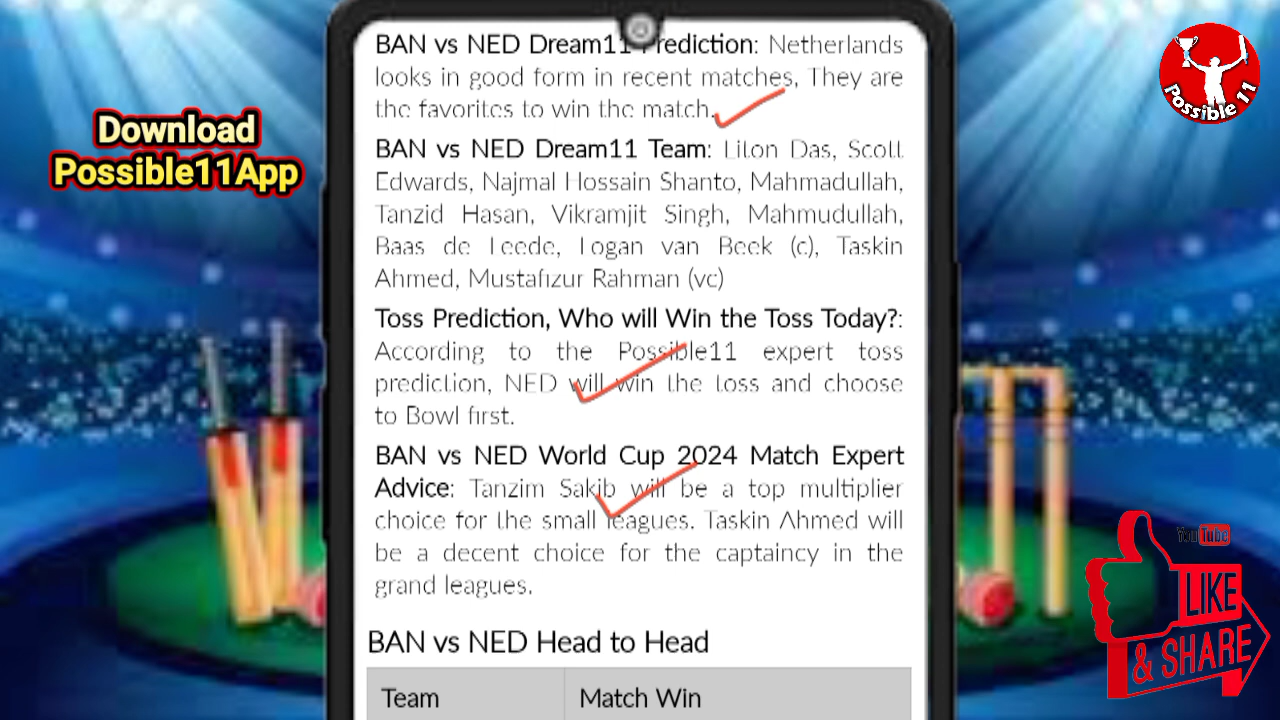 BAN vs NED Dream11 Prediction: Netherlands
looks in good form in recent matches, They are
the favorites to win the match.
BAN vs NED Dream11 Team: Liton Das, Scott
Edwards, Najmal Hossain Shanto, Mahmadullah,
Tanzid Hasan, Vikramjit Singh, Mahmudullah,
Baas de Leede, Logan van Beek (c), Taskin
Ahmed, Mustafizur Rahman (vc)
Toss Prediction, Who will Win the Toss Today?:
According to the Possible11 expert toss
prediction, NED will win the toss and choose
to Bowl first.
BAN vs NED World Cup 2024 Match Expert
Advice: Tanzim Sakib will be a top multiplier
choice for the small leagues. Taskin Ahmed will
be a decent choice for the captaincy in the
grand leagues.
BAN vs NED Head to Head
Team Match Win
Download
Possible11App
Possible 11
YouTube
LIKE
& SHARE